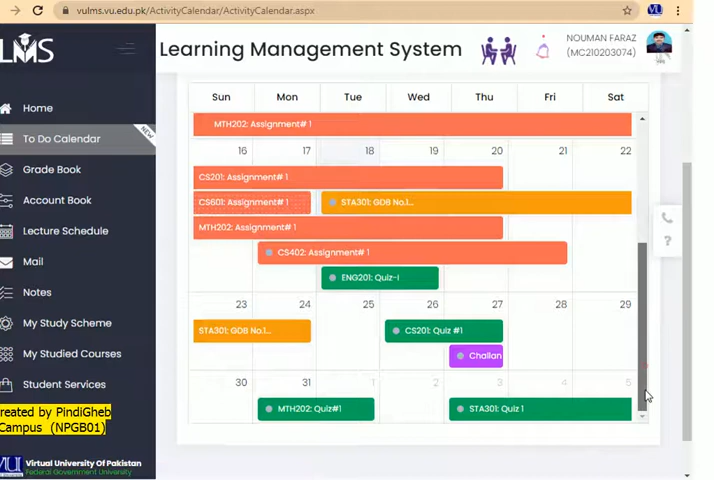 vulms.vu.edu.pk/ActivityCalendar/ActivityCalendar.aspx
VU
VULMS
Learning Management System
NOUMAN FARAZ
(MC210203074)
Home
To Do Calendar
NEW
Grade Book
Account Book
Lecture Schedule
Mail
Notes
My Study Scheme
My Studied Courses
Student Services
reated by PindiGheb
Campus (NPGB01)
VU
Virtual University Of Pakistan
Federal Government University
Sun Mon Tue Wed Thu Fri Sat
MTH202: Assignment# 1
16 17 18 19 20 21 22
CS201: Assignment# 1
CS601: Assignment# 1
STA301: GDB No.1...
MTH202: Assignment# 1
CS402: Assignment# 1
ENG201: Quiz-I
23 24 25 26 27 28 29
STA301: GDB No.1...
CS201: Quiz #1
Challan
30 31 1 2 3 4 5
MTH202: Quiz#1
STA301: Quiz 1